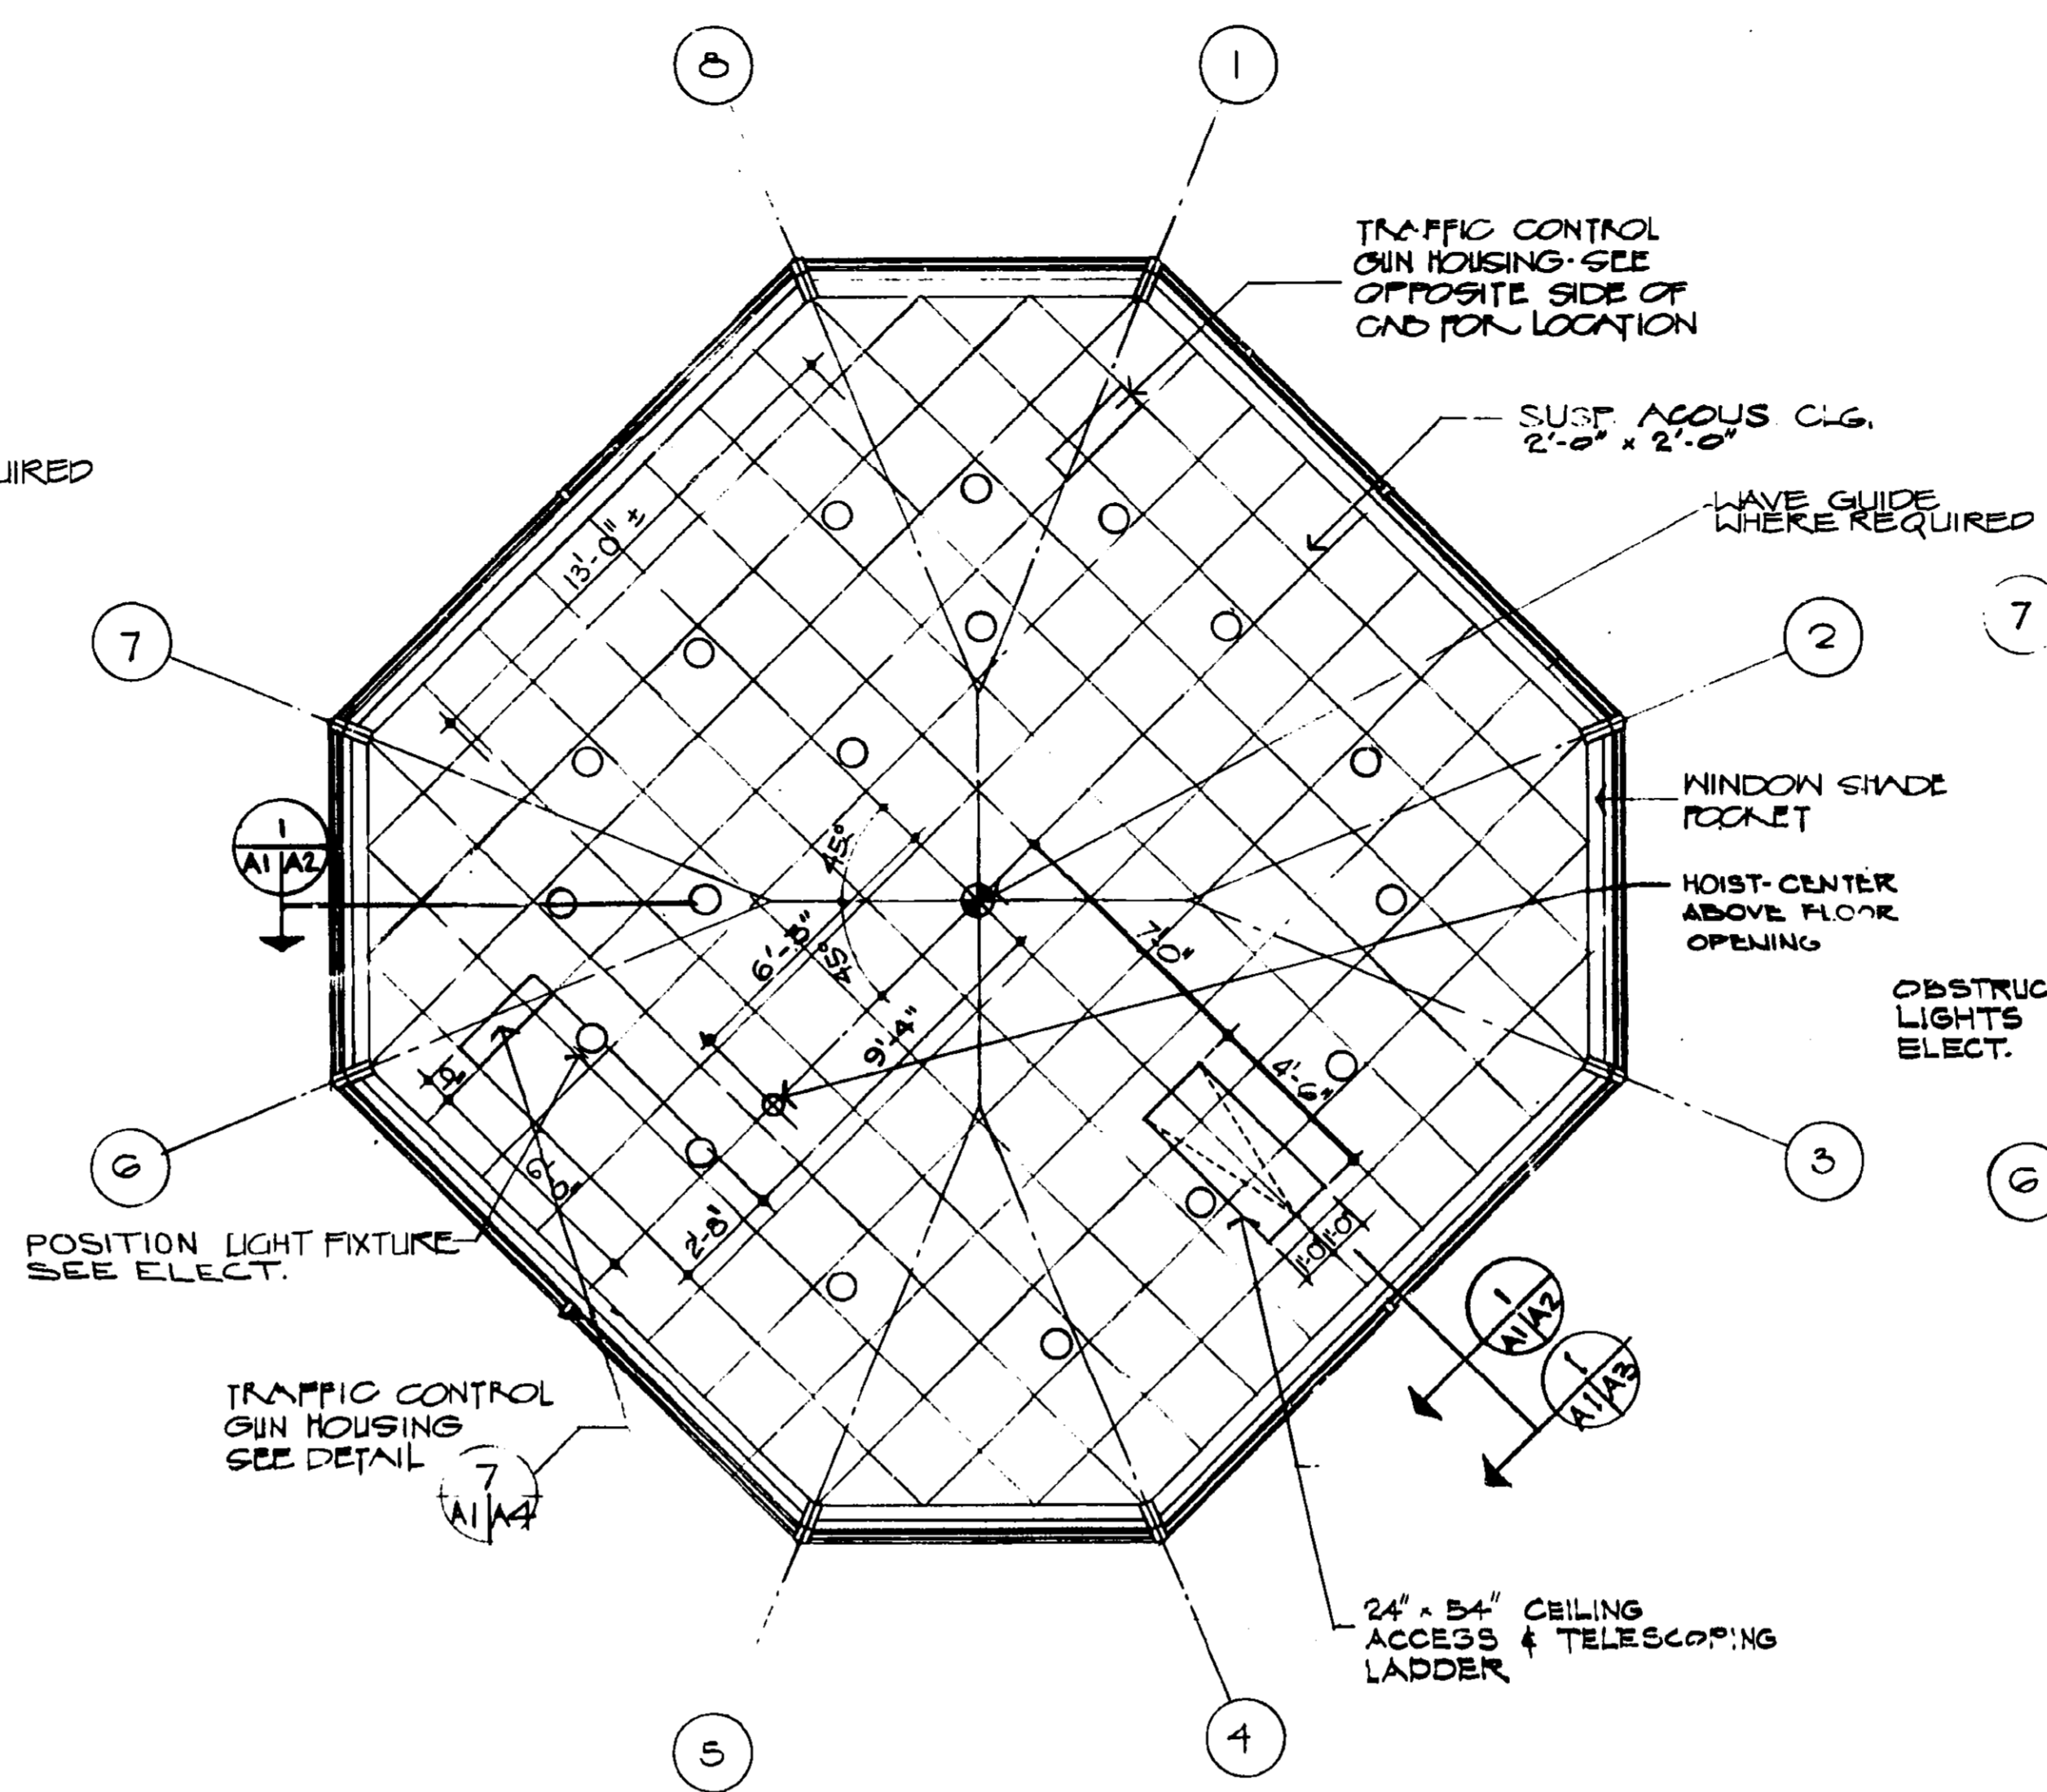 8
1
TRAFFIC CONTROL
GUN HOUSING-SEE
OPPOSITE SIDE OF
CAB FOR LOCATION
SUSP. ACOUS CLG.
2'-0" x 2'-0"
UIRED
WAVE GUIDE
WHERE REQUIRED
13'-0" ±
7
2
7
WINDOW SHADE
POCKET
1
A1 A2
45°
HOIST-CENTER
ABOVE FLOOR
OPENING
6'-8"
45°
7'-0"
9'-4"
OBSTRUC
LIGHTS
ELECT.
4'-6"
6
3
6
2'-8"
1'-0" 1'-0"
POSITION LIGHT FIXTURE
SEE ELECT.
1
A1 A2
1
A1 A3
TRAFFIC CONTROL
GUN HOUSING
SEE DETAIL
7
A1 A4
24" x 54" CEILING
ACCESS & TELESCOPING
LADDER
5
4